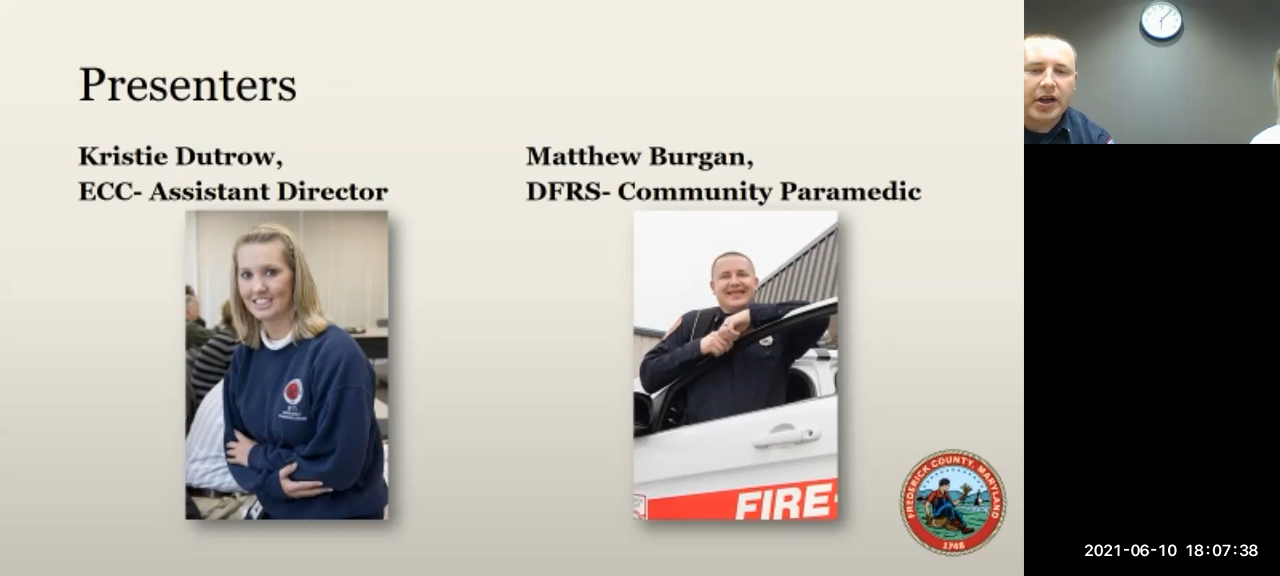 Presenters
Kristie Dutrow,
ECC- Assistant Director
Matthew Burgan,
DFRS- Community Paramedic
FIRE
FREDERICK COUNTY, MARYLAND
1748
2021-06-10 18:07:38